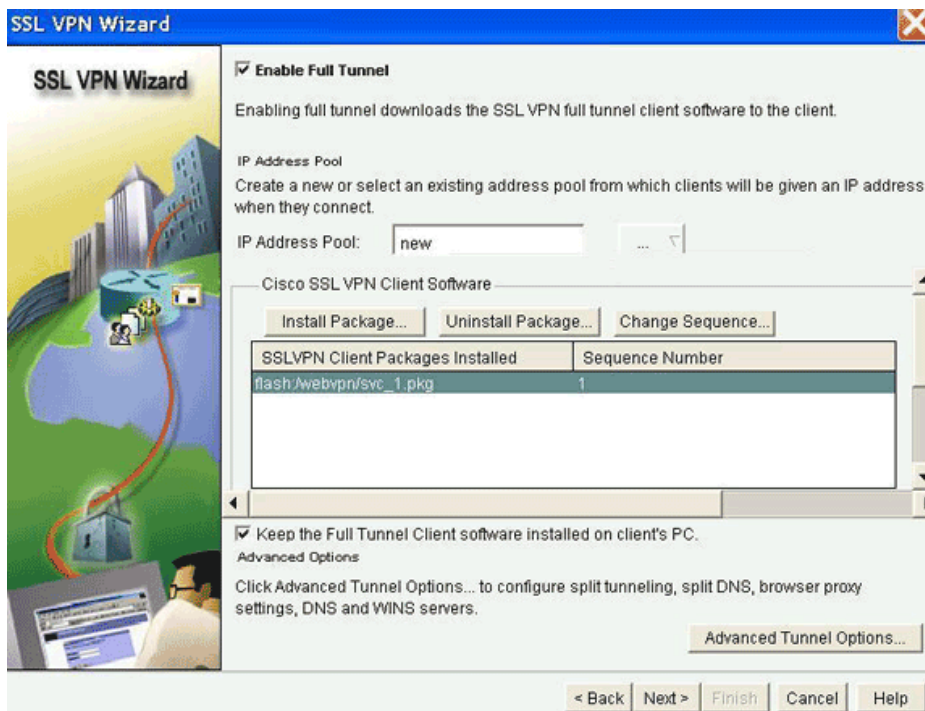 SSL VPN Wizard
SSL VPN Wizard
Enable Full Tunnel
Enabling full tunnel downloads the SSL VPN full tunnel client software to the client.
IP Address Pool
Create a new or select an existing address pool from which clients will be given an IP address
when they connect.
IP Address Pool: new ...
Cisco SSL VPN Client Software
Install Package... Uninstall Package... Change Sequence...
SSLVPN Client Packages Installed Sequence Number
flash:/webvpn/svc_1.pkg 1
Keep the Full Tunnel Client software installed on client's PC.
Advanced Options
Click Advanced Tunnel Options... to configure split tunneling, split DNS, browser proxy
settings, DNS and WINS servers.
Advanced Tunnel Options...
< Back Next > Finish Cancel Help